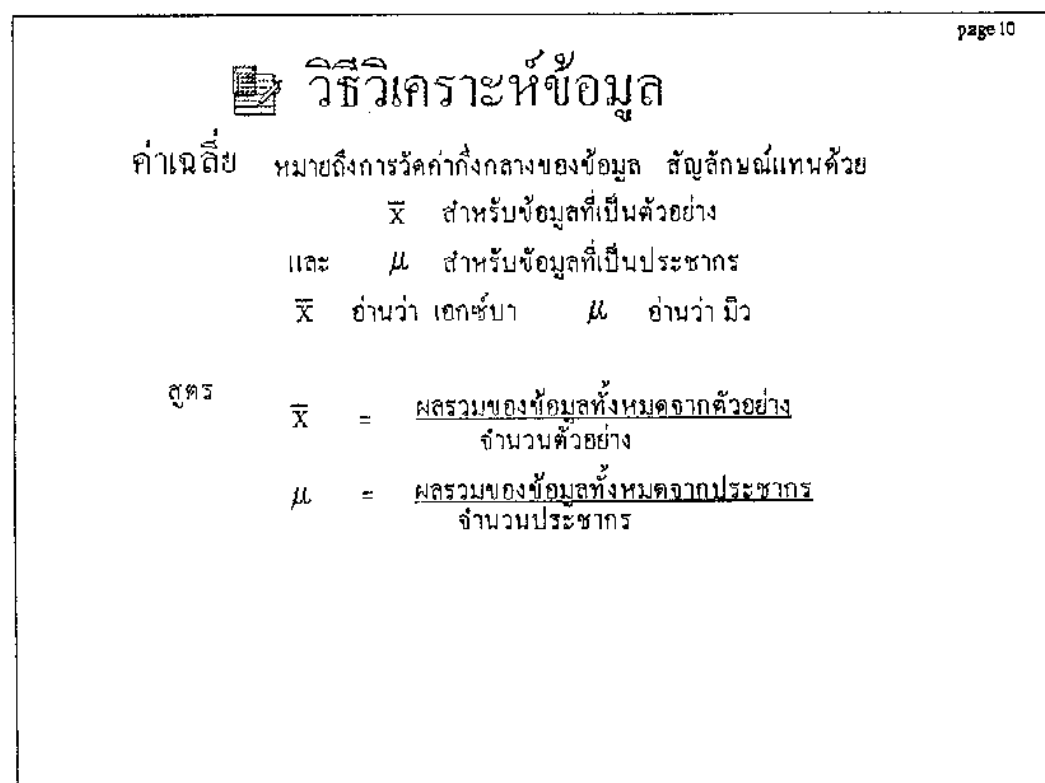 page 10
วิธีวิเคราะห์ข้อมูล
ค่าเฉลี่ย หมายถึงการวัดค่ากึ่งกลางของข้อมูล สัญลักษณ์แทนด้วย
x̄ สำหรับข้อมูลที่เป็นตัวอย่าง
และ μ สำหรับข้อมูลที่เป็นประชากร
x̄ อ่านว่า เอกซ์บา μ อ่านว่า มิว
สูตร
x̄ = ผลรวมของข้อมูลทั้งหมดจากตัวอย่าง
จำนวนตัวอย่าง
μ = ผลรวมของข้อมูลทั้งหมดจากประชากร
จำนวนประชากร